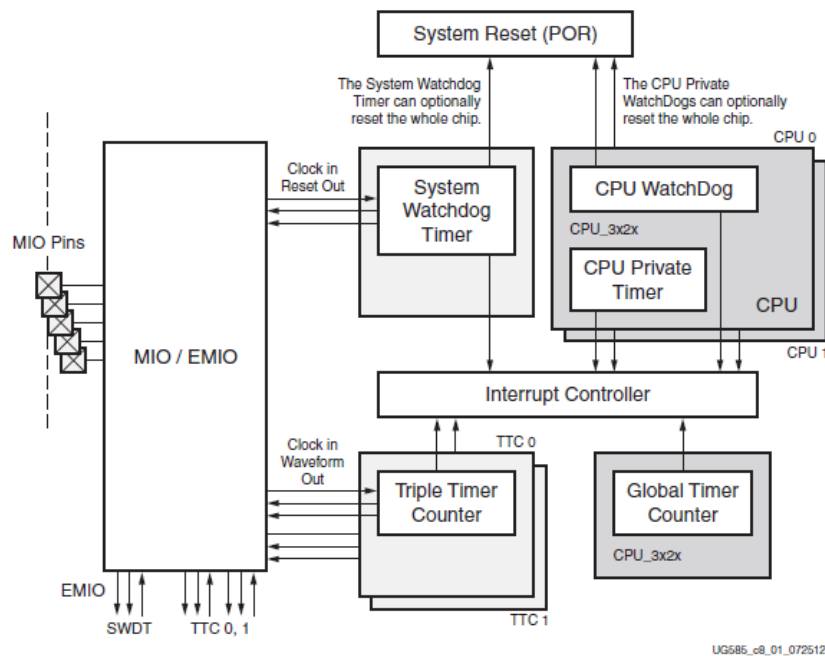 System Reset (POR)
The System Watchdog
Timer can optionally
reset the whole chip.
The CPU Private
WatchDogs can optionally
reset the whole chip.
CPU 0
Clock in
Reset Out
System
Watchdog
Timer
CPU WatchDog
CPU_3x2x
CPU Private
Timer
CPU
CPU 1
MIO Pins
MIO / EMIO
Interrupt Controller
Clock in
Waveform
Out
TTC 0
Triple Timer
Counter
Global Timer
Counter
CPU_3x2x
TTC 1
EMIO
SWDT
TTC 0, 1
UG585_c8_01_072512